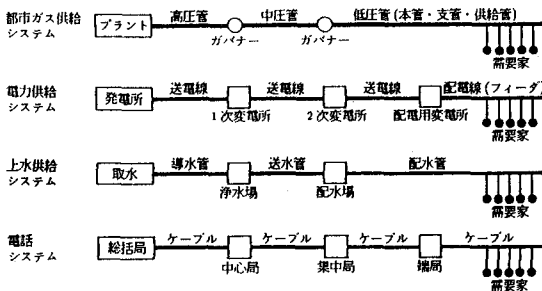 都市ガス供給
システム
プラント
高圧管
ガバナー
中圧管
ガバナー
低圧管(本管・支管・供給管)
需要家
電力供給
システム
発電所
送電線
1次変電所
送電線
2次変電所
送電線
配電用変電所
配電線(フィーダ)
需要家
上水供給
システム
取水
導水管
浄水場
送水管
配水場
配水管
需要家
電話
システム
総括局
ケーブル
中心局
ケーブル
集中局
ケーブル
端局
ケーブル
需要家